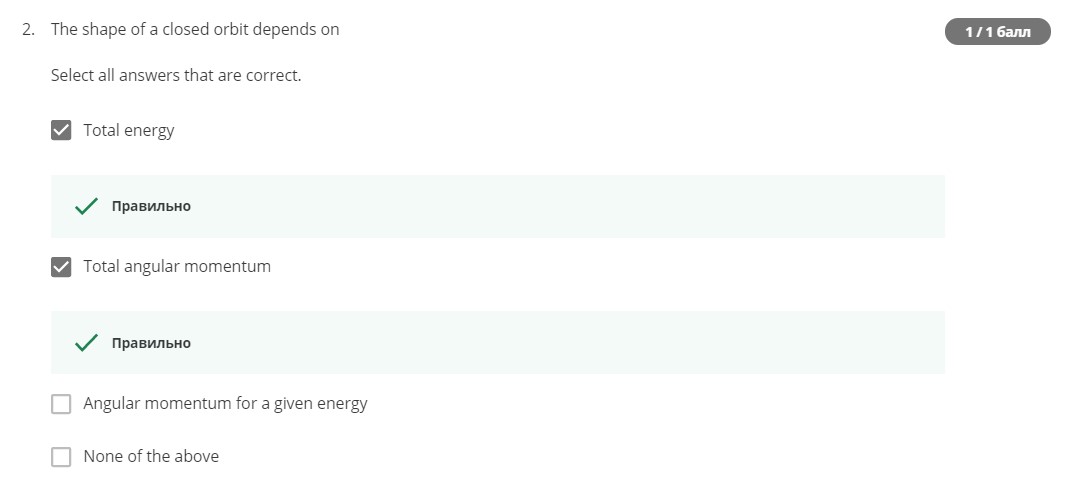 2. The shape of a closed orbit depends on
1 / 1 балл
Select all answers that are correct.
Total energy
Правильно
Total angular momentum
Правильно
Angular momentum for a given energy
None of the above